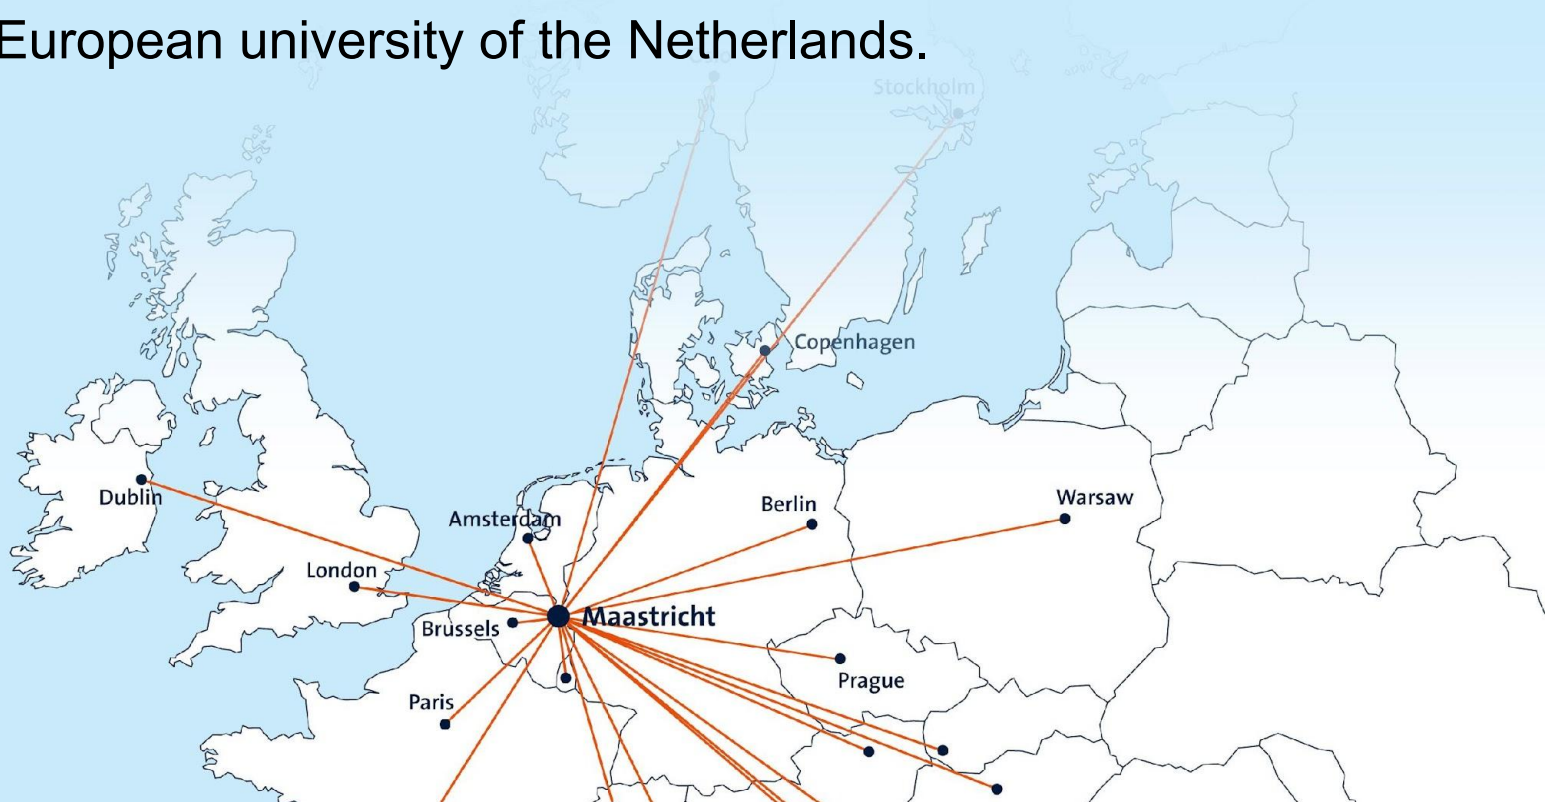 European university of the Netherlands.
Stockholm
Copenhagen
Dublin
Amsterdam
Berlin
Warsaw
London
Maastricht
Brussels
Prague
Paris